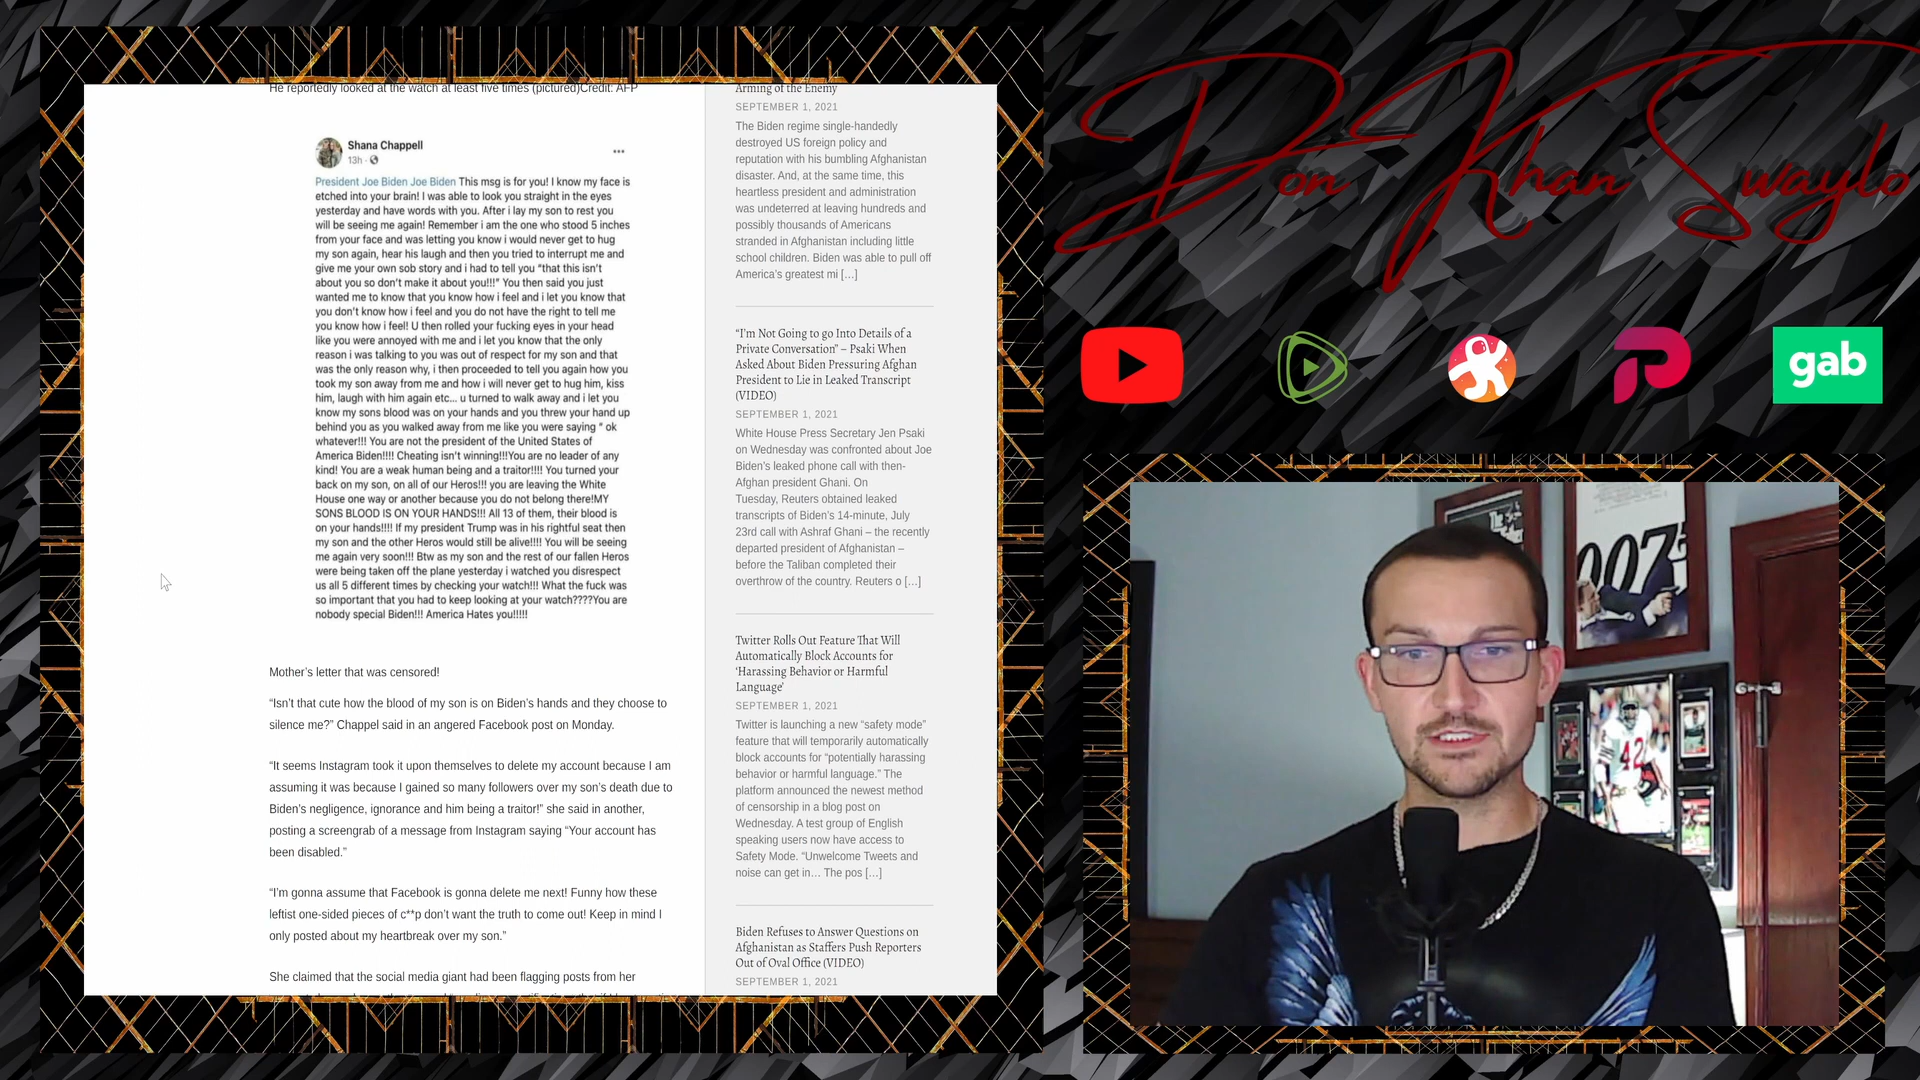 He reportedly looked at the watch at least five times (pictured)Credit: AFP
Shana Chappell
13h
President Joe Biden Joe Biden This msg is for you! I know my face is
etched into your brain! I was able to look you straight in the eyes
yesterday and have words with you. After i lay my son to rest you
will be seeing me again! Remember i am the one who stood 5 inches
from your face and was letting you know i would never get to hug
my son again, hear his laugh and then you tried to interrupt me and
give me your own sob story and i had to tell you "that this isn't
about you so don't make it about you!!!" You then said you just
wanted me to know that you know how i feel and i let you know that
you don't know how i feel and you do not have the right to tell me
you know how i feel! U then rolled your fucking eyes in your head
like you were annoyed with me and i let you know that the only
reason i was talking to you was out of respect for my son and that
was the only reason why, i then proceeded to tell you again how you
took my son away from me and how i will never get to hug him, kiss
him, laugh with him again etc... u turned to walk away and i let you
know my sons blood was on your hands and you threw your hand up
behind you as you walked away from me like you were saying " ok
whatever!!! You are not the president of the United States of
America Biden!!!! Cheating isn't winning!!!You are no leader of any
kind! You are a weak human being and a traitor!!!! You turned your
back on my son, on all of our Heros!!! you are leaving the White
House one way or another because you do not belong there!MY
SONS BLOOD IS ON YOUR HANDS!!! All 13 of them, their blood is
on your hands!!!! If my president Trump was in his rightful seat then
my son and the other Heros would still be alive!!!! You will be seeing
me again very soon!!! Btw as my son and the rest of our fallen Heros
were being taken off the plane yesterday i watched you disrespect
us all 5 different times by checking your watch!!! What the fuck was
so important that you had to keep looking at your watch????You are
nobody special Biden!!! America Hates you!!!!!
Mother's letter that was censored!
“Isn’t that cute how the blood of my son is on Biden’s hands and they choose to
silence me?” Chappel said in an angered Facebook post on Monday.
“It seems Instagram took it upon themselves to delete my account because I am
assuming it was because I gained so many followers over my son’s death due to
Biden’s negligence, ignorance and him being a traitor!” she said in another,
posting a screengrab of a message from Instagram saying “Your account has
been disabled.”
“I’m gonna assume that Facebook is gonna delete me next! Funny how these
leftist one-sided pieces of c**p don’t want the truth to come out! Keep in mind I
only posted about my heartbreak over my son.”
She claimed that the social media giant had been flagging posts from her
Arming of the Enemy
SEPTEMBER 1, 2021
The Biden regime single-handedly
destroyed US foreign policy and
reputation with his bumbling Afghanistan
disaster. And, at the same time, this
heartless president and administration
was undeterred at leaving hundreds and
possibly thousands of Americans
stranded in Afghanistan including little
school children. Biden was able to pull off
America’s greatest mi […]
“I’m Not Going to go Into Details of a
Private Conversation” – Psaki When
Asked About Biden Pressuring Afghan
President to Lie in Leaked Transcript
(VIDEO)
SEPTEMBER 1, 2021
White House Press Secretary Jen Psaki
on Wednesday was confronted about Joe
Biden’s leaked phone call with then-
Afghan president Ghani. On
Tuesday, Reuters obtained leaked
transcripts of Biden’s 14-minute, July
23rd call with Ashraf Ghani – the recently
departed president of Afghanistan –
before the Taliban completed their
overthrow of the country. Reuters o […]
Twitter Rolls Out Feature That Will
Automatically Block Accounts for
‘Harassing Behavior or Harmful
Language’
SEPTEMBER 1, 2021
Twitter is launching a new “safety mode”
feature that will temporarily automatically
block accounts for “potentially harassing
behavior or harmful language.” The
platform announced the newest method
of censorship in a blog post on
Wednesday. A test group of English
speaking users now have access to
Safety Mode. “Unwelcome Tweets and
noise can get in… The pos […]
Biden Refuses to Answer Questions on
Afghanistan as Staffers Push Reporters
Out of Oval Office (VIDEO)
SEPTEMBER 1, 2021
Don Khan Swaylo
gab
The
007
42